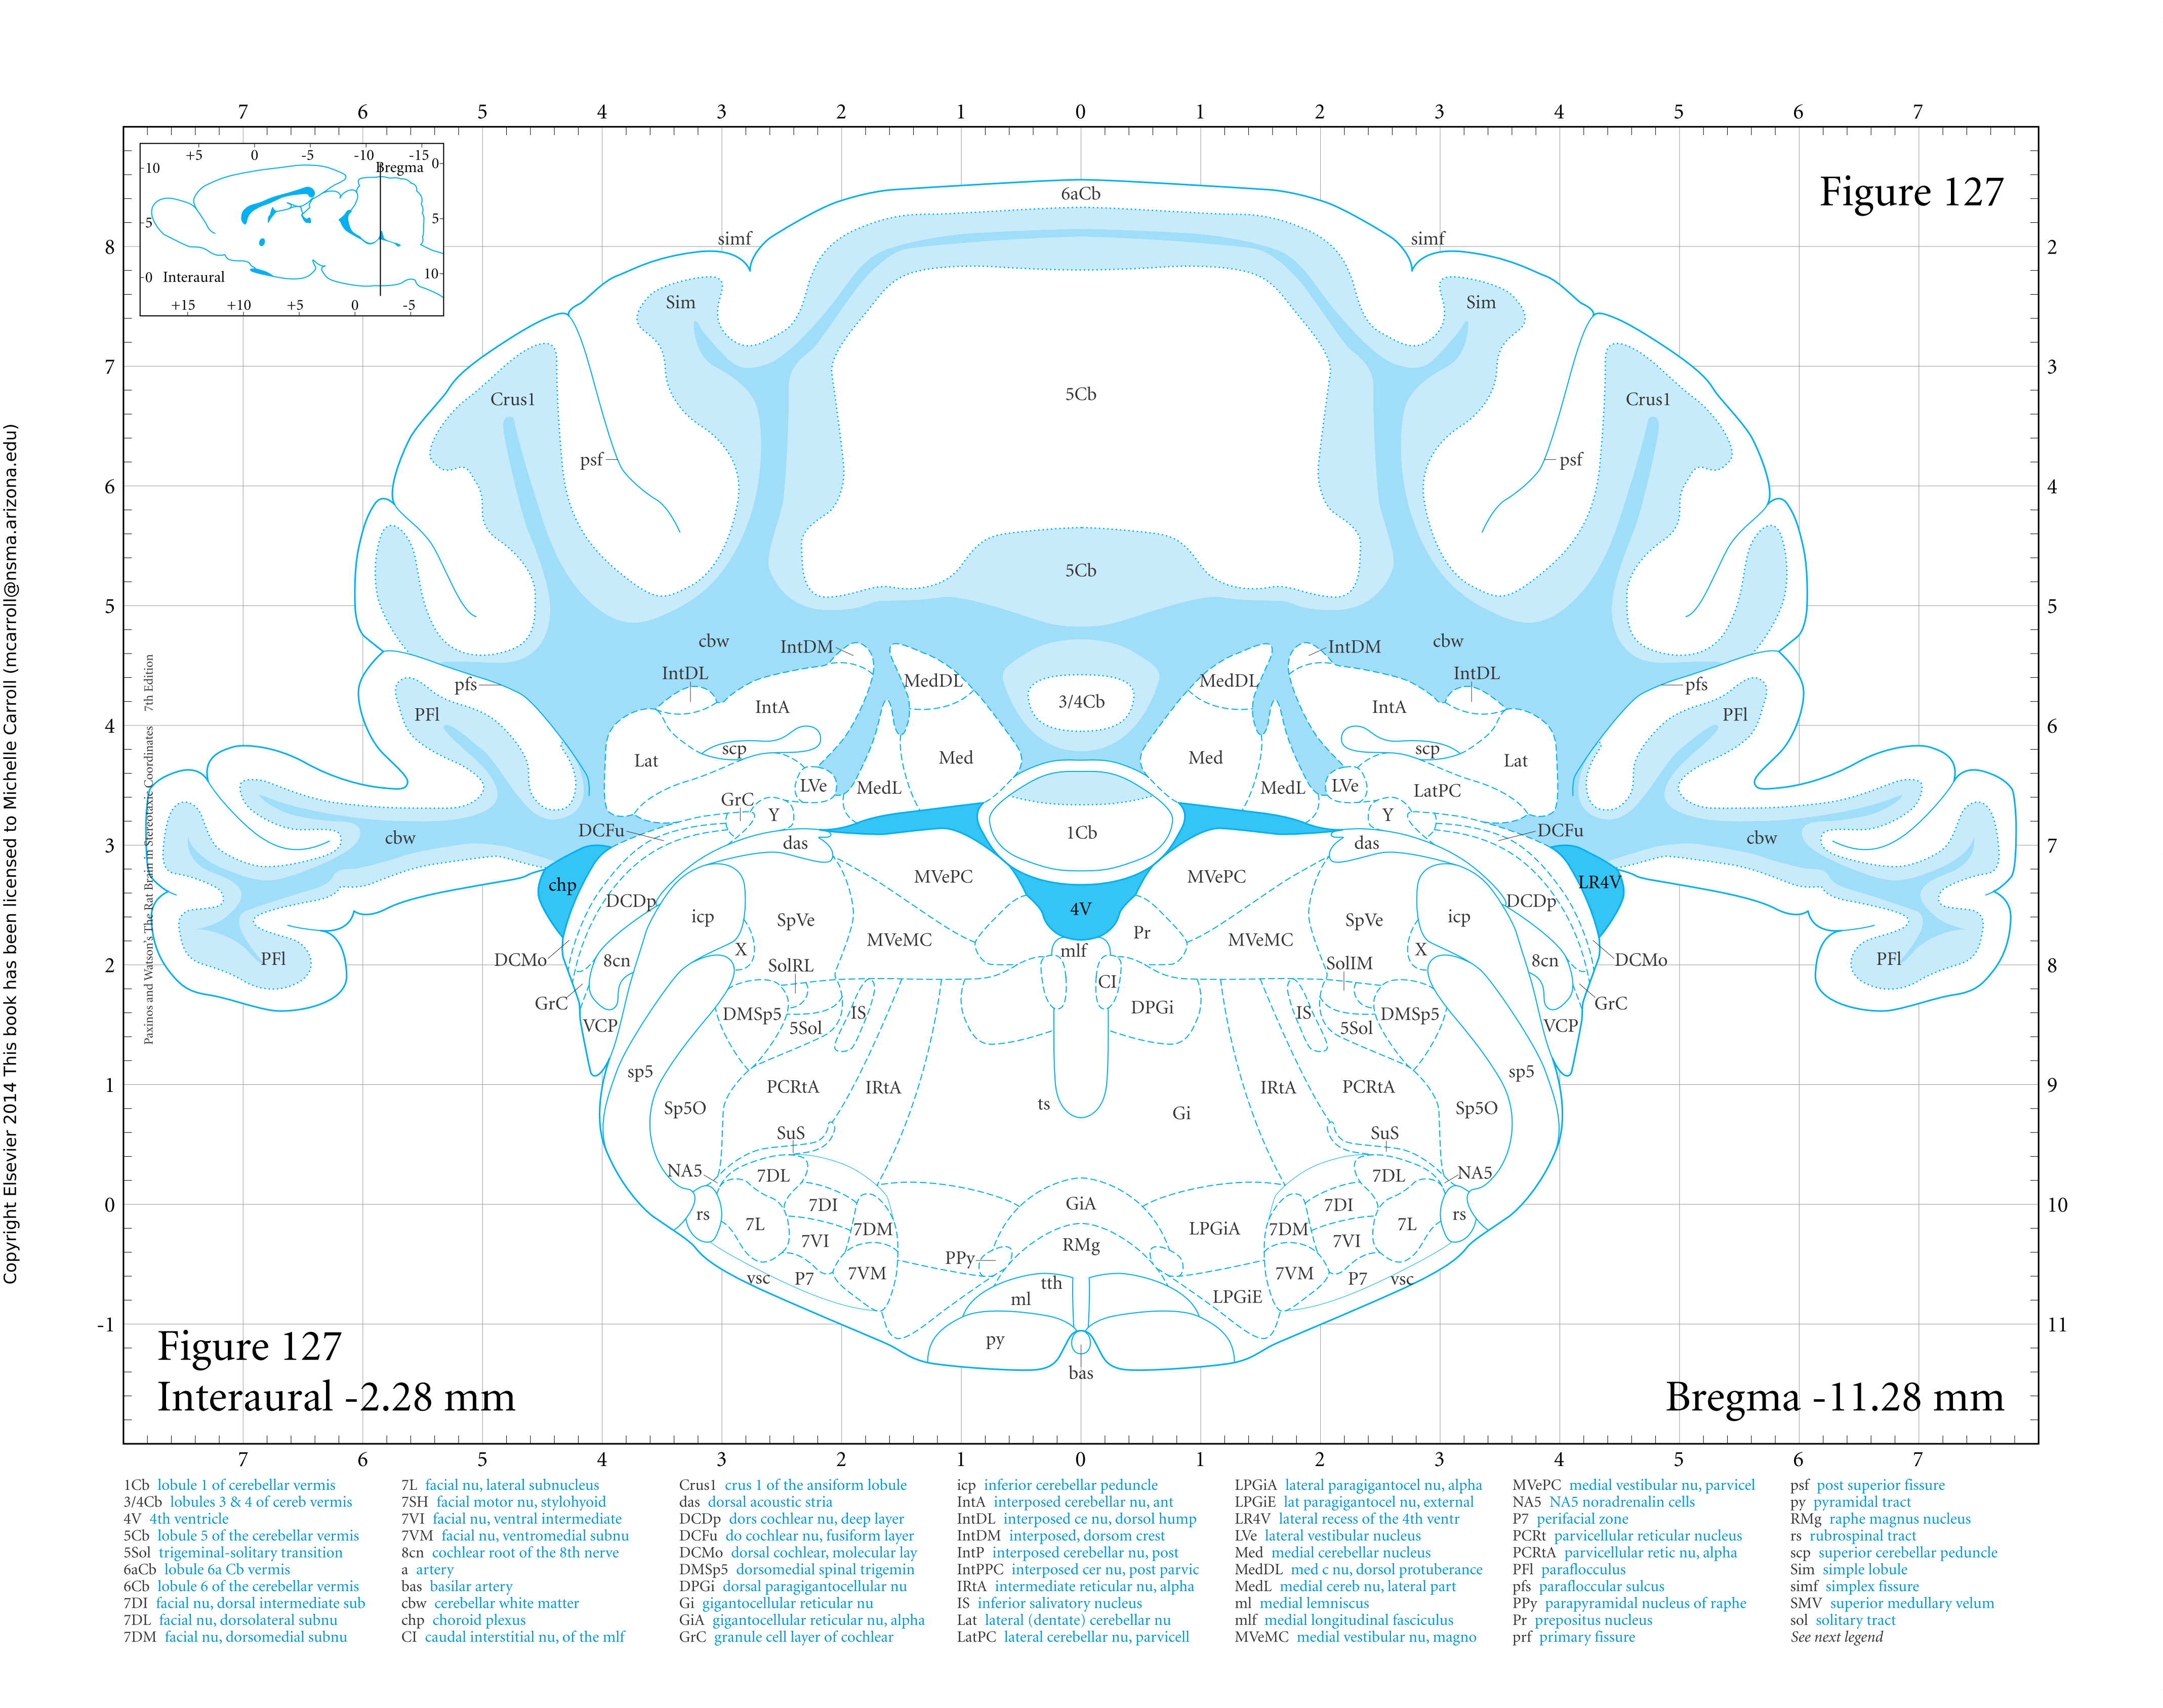 7 6 5 4 3 2 1 0 1 2 3 4 5 6 7
+5 0 -5 -10 -15
Bregma 0
10
5 5
0 Interaural 10
+15 +10 +5 0 -5
Figure 127
6aCb
simf simf
8 2
Sim Sim
7 3
5Cb
Crus1 Crus1
psf psf
6 4
5Cb
5 5
cbw IntDM IntDM cbw
IntDL IntDL
pfs MedDL MedDL pfs
3/4Cb
PFl IntA IntA PFl
4 6
scp scp
Lat Med Med Lat
LVe MedL MedL LVe LatPC
GrC Y Y
DCFu 1Cb DCFu
cbw cbw
3 das das 7
chp MVePC MVePC LR4V
DCDp 4V DCDp
icp SpVe Pr SpVe icp
MVeMC MVeMC
X mlf X
DCMo 8cn 8cn DCMo
PFl PFl
2 SolRL SolIM 8
CI
GrC GrC
DMSp5 IS DPGi IS DMSp5
VCP 5Sol 5Sol VCP
sp5 sp5
1 PCRtA IRtA IRtA PCRtA 9
Sp5O ts Gi Sp5O
SuS SuS
NA5 7DL 7DL NA5
0 7DI GiA 7DI 10
rs 7L 7DM LPGiA 7DM 7L rs
7VI RMg 7VI
PPy
vsc P7 7VM 7VM P7 vsc
tth
ml LPGiE
-1 py 11
bas
Figure 127
Interaural -2.28 mm Bregma -11.28 mm
7 6 5 4 3 2 1 0 1 2 3 4 5 6 7
Copyright Elsevier 2014 This book has been licensed to Michelle Carroll (mcarroll@nsma.arizona.edu)
Paxinos and Watson's The Rat Brain in Stereotaxic Coordinates 7th Edition
1Cb lobule 1 of cerebellar vermis
3/4Cb lobules 3 & 4 of cereb vermis
4V 4th ventricle
5Cb lobule 5 of the cerebellar vermis
5Sol trigeminal-solitary transition
6aCb lobule 6a Cb vermis
6Cb lobule 6 of the cerebellar vermis
7DI facial nu, dorsal intermediate sub
7DL facial nu, dorsolateral subnu
7DM facial nu, dorsomedial subnu
7L facial nu, lateral subnucleus
7SH facial motor nu, stylohyoid
7VI facial nu, ventral intermediate
7VM facial nu, ventromedial subnu
8cn cochlear root of the 8th nerve
a artery
bas basilar artery
cbw cerebellar white matter
chp choroid plexus
CI caudal interstitial nu, of the mlf
Crus1 crus 1 of the ansiform lobule
das dorsal acoustic stria
DCDp dors cochlear nu, deep layer
DCFu do cochlear nu, fusiform layer
DCMo dorsal cochlear, molecular lay
DMSp5 dorsomedial spinal trigemin
DPGi dorsal paragigantocellular nu
Gi gigantocellular reticular nu
GiA gigantocellular reticular nu, alpha
GrC granule cell layer of cochlear
icp inferior cerebellar peduncle
IntA interposed cerebellar nu, ant
IntDL interposed ce nu, dorsol hump
IntDM interposed, dorsom crest
IntP interposed cerebellar nu, post
IntPPC interposed cer nu, post parvic
IRtA intermediate reticular nu, alpha
IS inferior salivatory nucleus
Lat lateral (dentate) cerebellar nu
LatPC lateral cerebellar nu, parvicell
LPGiA lateral paragigantocel nu, alpha
LPGiE lat paragigantocel nu, external
LR4V lateral recess of the 4th ventr
LVe lateral vestibular nucleus
Med medial cerebellar nucleus
MedDL med c nu, dorsol protuberance
MedL medial cereb nu, lateral part
ml medial lemniscus
mlf medial longitudinal fasciculus
MVeMC medial vestibular nu, magno
MVePC medial vestibular nu, parvicel
NA5 NA5 noradrenalin cells
P7 perifacial zone
PCRt parvicellular reticular nucleus
PCRtA parvicellular retic nu, alpha
PFl paraflocculus
pfs parafloccular sulcus
PPy parapyramidal nucleus of raphe
Pr prepositus nucleus
prf primary fissure
psf post superior fissure
py pyramidal tract
RMg raphe magnus nucleus
rs rubrospinal tract
scp superior cerebellar peduncle
Sim simple lobule
simf simplex fissure
SMV superior medullary velum
sol solitary tract
See next legend